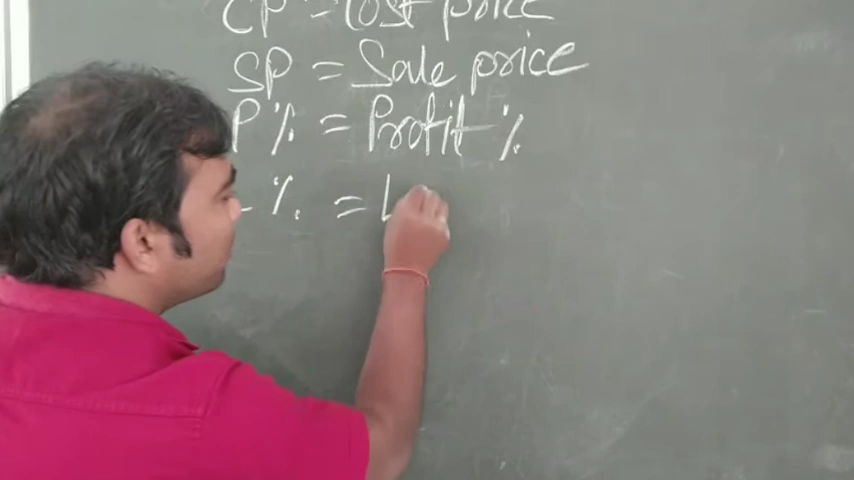 CP = Cost price
SP = Sale price
P % = Profit %
L % = L